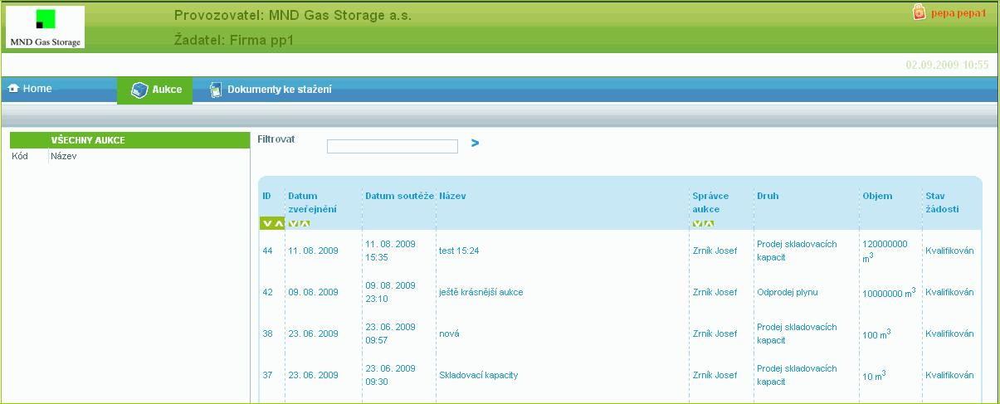 MND Gas Storage
Provozovatel: MND Gas Storage a.s.
Žadatel: Firma pp1
pepa pepa1
02.09.2009 10:55
Home
Aukce
Dokumenty ke stažení
VŠECHNY AUKCE
Kód Název
Filtrovat
>
ID Datum zveřejnění Datum soutěže Název Správce aukce Druh Objem Stav žádosti
44 11. 08. 2009 11. 08. 2009 15:35 test 15:24 Zrník Josef Prodej skladovacích kapacit 120000000 m³ Kvalifikován
42 09. 08. 2009 09. 08. 2009 23:10 ještě krásnější aukce Zrník Josef Odprodej plynu 10000000 m³ Kvalifikován
38 23. 06. 2009 23. 06. 2009 09:57 nová Zrník Josef Prodej skladovacích kapacit 100 m³ Kvalifikován
37 23. 06. 2009 23. 06. 2009 09:30 Skladovací kapacity Zrník Josef Prodej skladovacích kapacit 10 m³ Kvalifikován